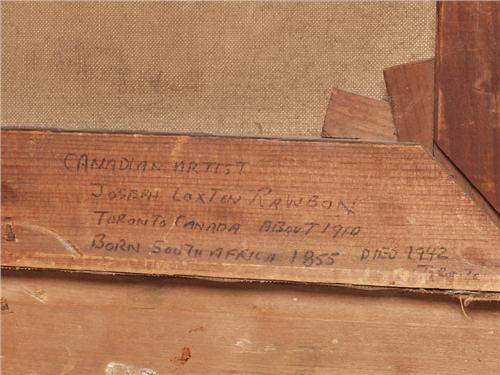 CANADIAN ARTIST
JOSEPH LOXTON RAWBON
TORONTO CANADA ABOUT 1910
BORN SOUTH AFRICA 1855 DIED 1942